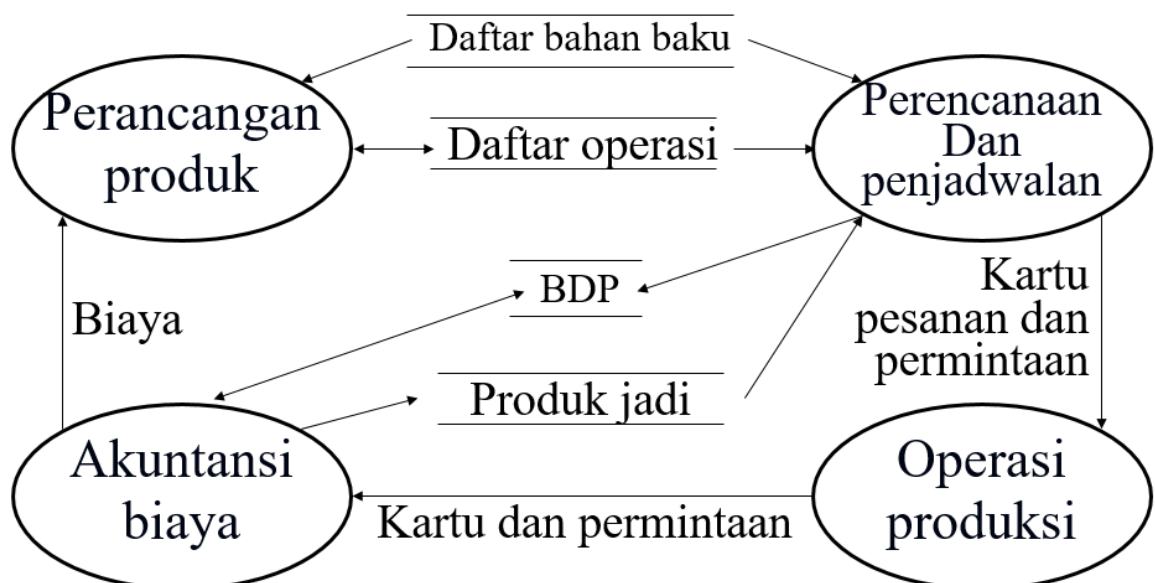 Daftar bahan baku
Perancangan
produk
Daftar operasi
Perencanaan
Dan
penjadwalan
BDP
Biaya
Kartu
pesanan dan
permintaan
Produk jadi
Akuntansi
biaya
Kartu dan permintaan
Operasi
produksi